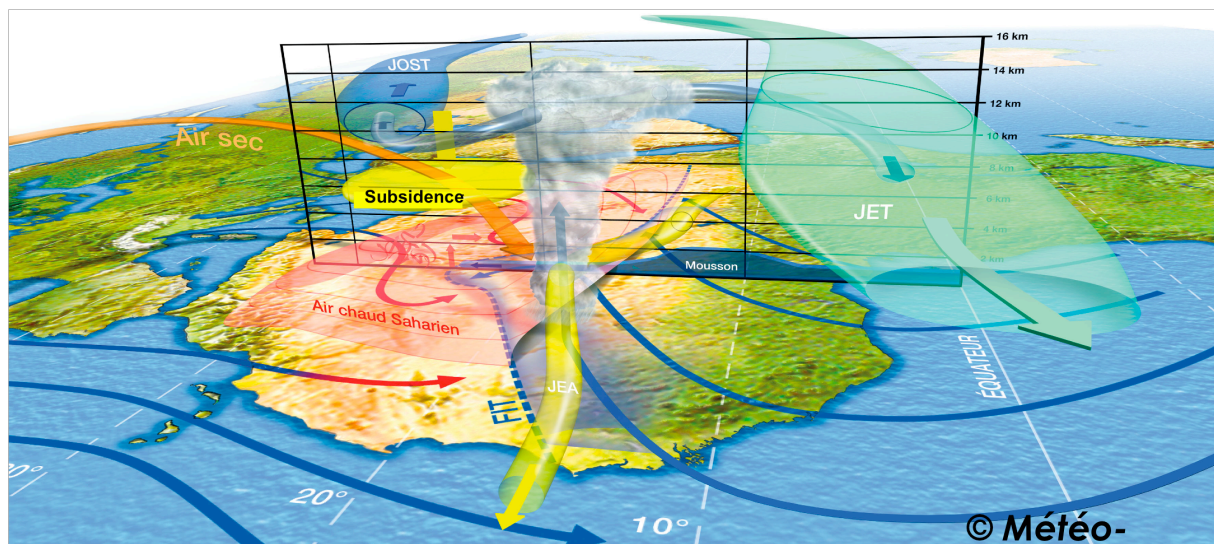 16 km
JOST
14 km
12 km
Air sec
10 km
8 km
Subsidence
6 km
JET
4 km
Mousson
2 km
Air chaud Saharien
ÉQUATEUR
JEA
FIT
20°
10°
© Météo-